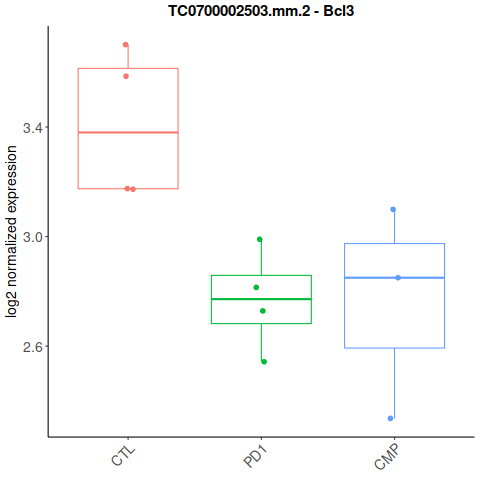 TC0700002503.mm.2 - Bcl3
log2 normalized expression
3.4
3.0
2.6
CTL
PD1
CMP